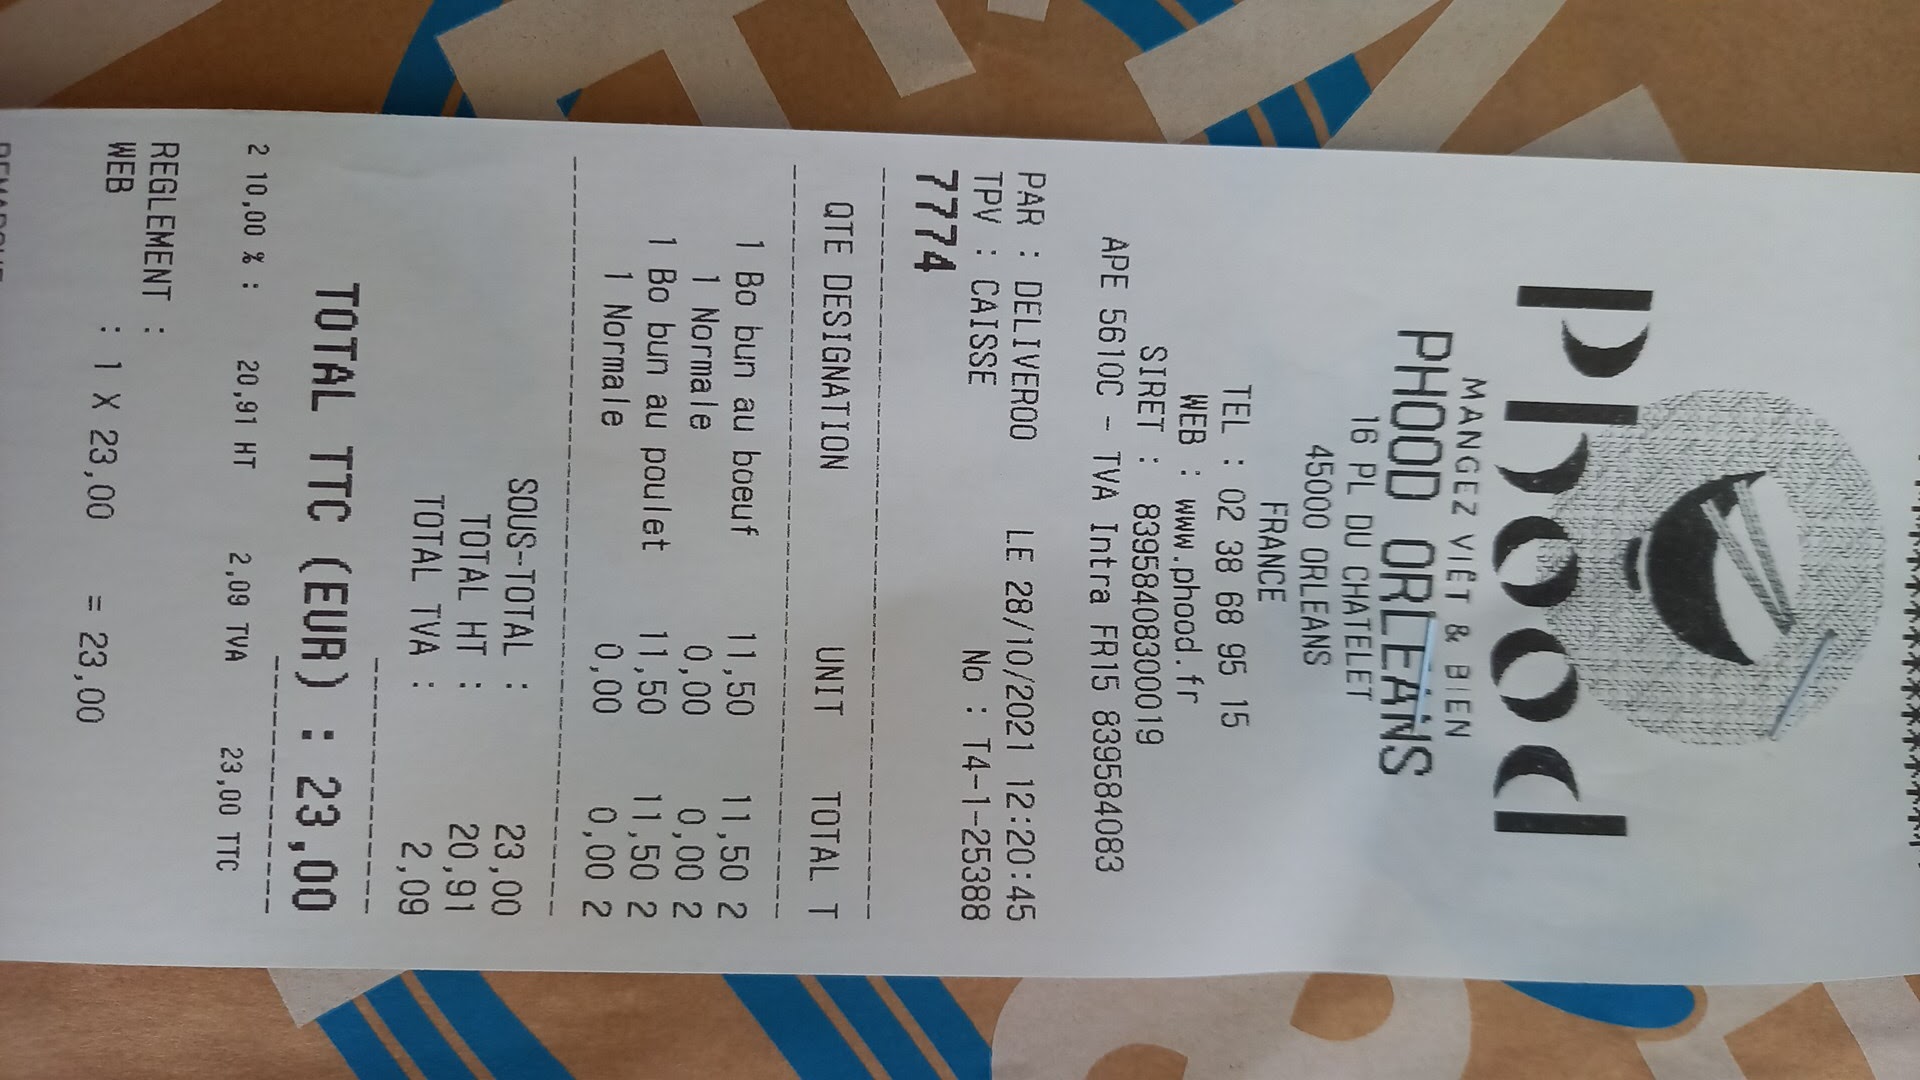 phood
MANGEZ VIÊT & BIEN
PHOOD ORLEANS
16 PL DU CHATELET
45000 ORLEANS
FRANCE
TEL : 02 38 68 95 15
WEB : www.phood.fr
SIRET : 83958408300019
APE 5610C - TVA Intra FR15 839584083
PAR : DELIVEROO LE 28/10/2021 12:20:45
TPV : CAISSE No : T4-1-25388
7774
QTE DESIGNATION UNIT TOTAL T
1 Bo bun au boeuf 11,50 11,50 2
1 Normale 0,00 0,00 2
1 Bo bun au poulet 11,50 11,50 2
1 Normale 0,00 0,00 2
SOUS-TOTAL : 23,00
TOTAL HT : 20,91
TOTAL TVA : 2,09
TOTAL TTC (EUR) : 23,00
2 10,00 % : 20,91 HT 2,09 TVA 23,00 TTC
REGLEMENT :
WEB : 1 X 23,00 = 23,00